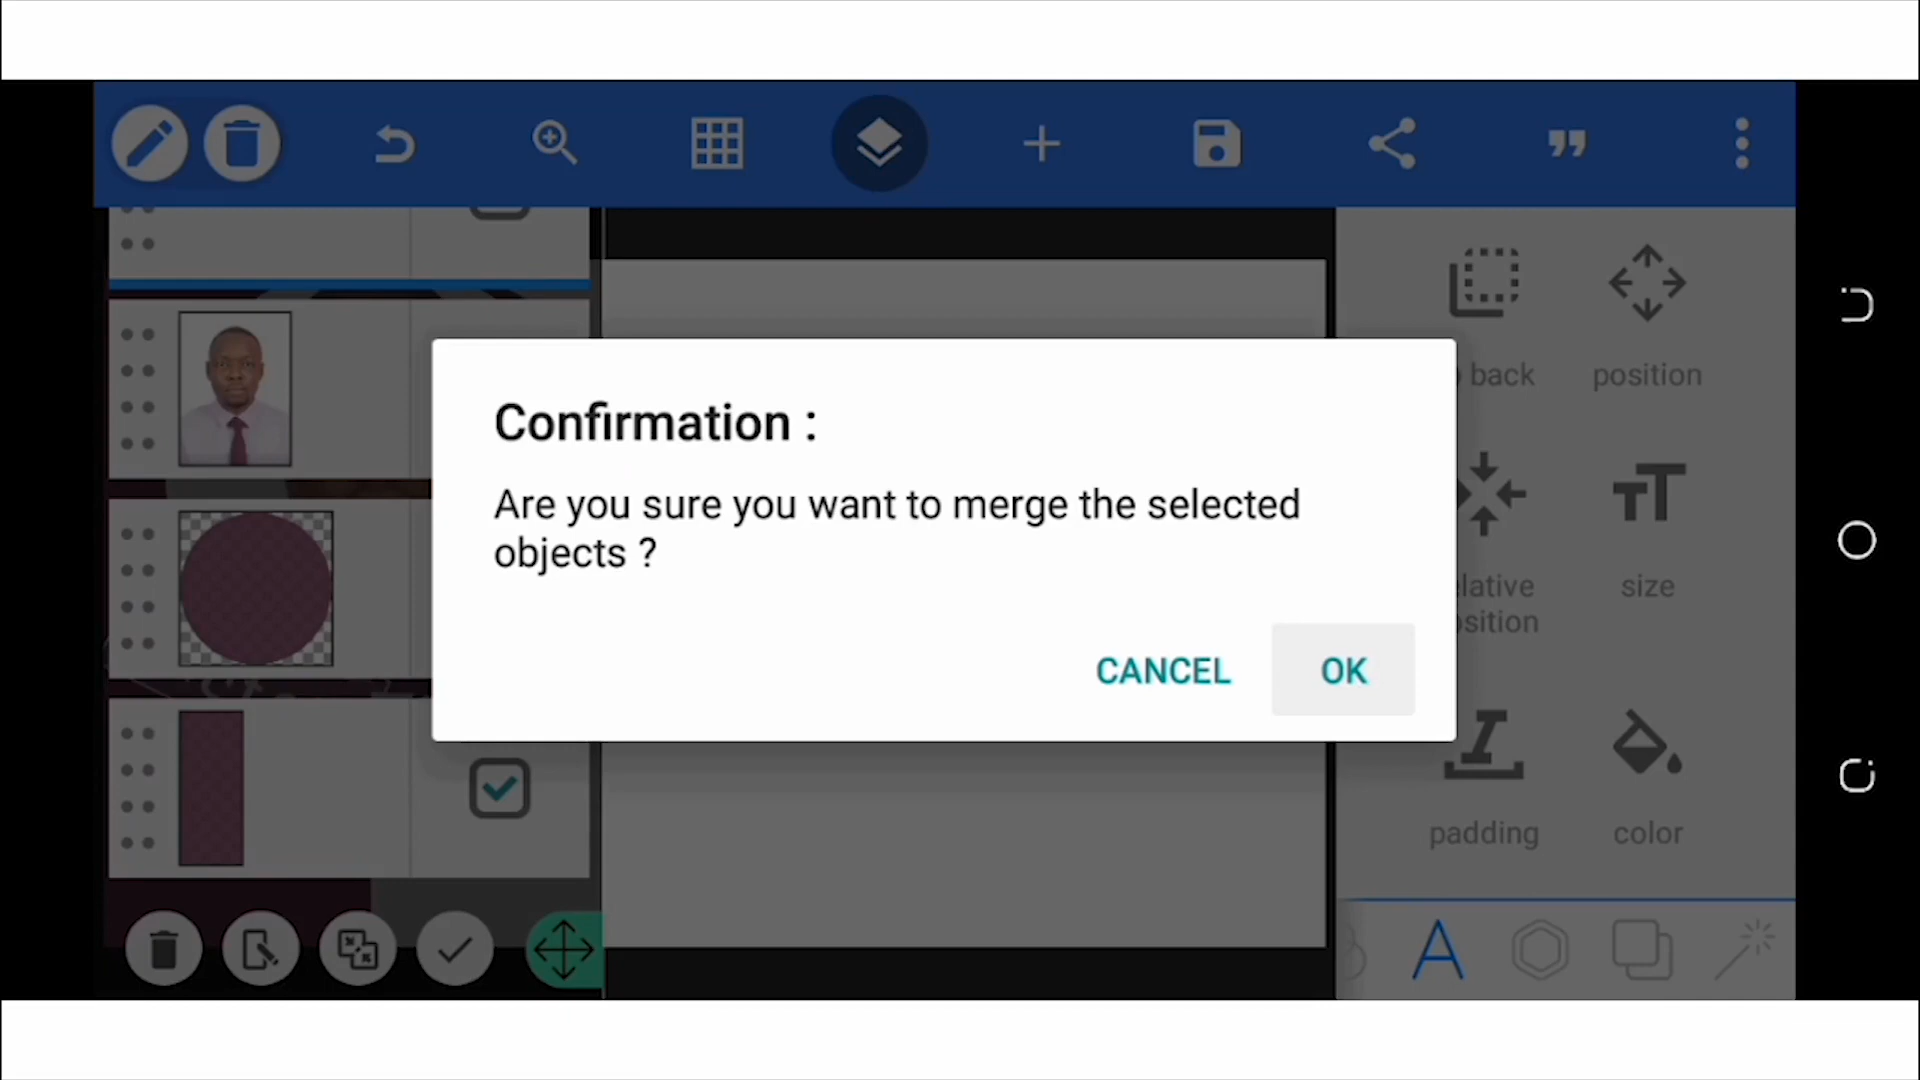 Confirmation :
Are you sure you want to merge the selected
objects ?
CANCEL OK
back position
size
padding color